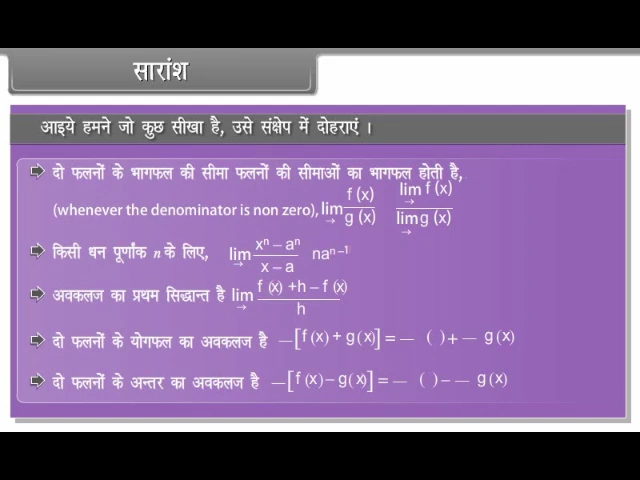 सारांश
आइये हमने जो कुछ सीखा है, उसे संक्षेप में दोहराएं ।
दो फलनों के भागफल की सीमा फलनों की सीमाओं का भागफल होती है,
(whenever the denominator is non zero), lim→ f (x)/g (x) lim→ f (x)/lim→ g (x)
किसी धन पूर्णांक n के लिए, lim→ xⁿ – aⁿ/x – a naⁿ⁻¹
अवकलज का प्रथम सिद्धान्त है lim→ f (x) +h – f (x)/h
दो फलनों के योगफल का अवकलज है —[f (x) + g (x)] = — ( ) + — g (x)
दो फलनों के अन्तर का अवकलज है —[f (x) – g (x)] = — ( ) – — g (x)